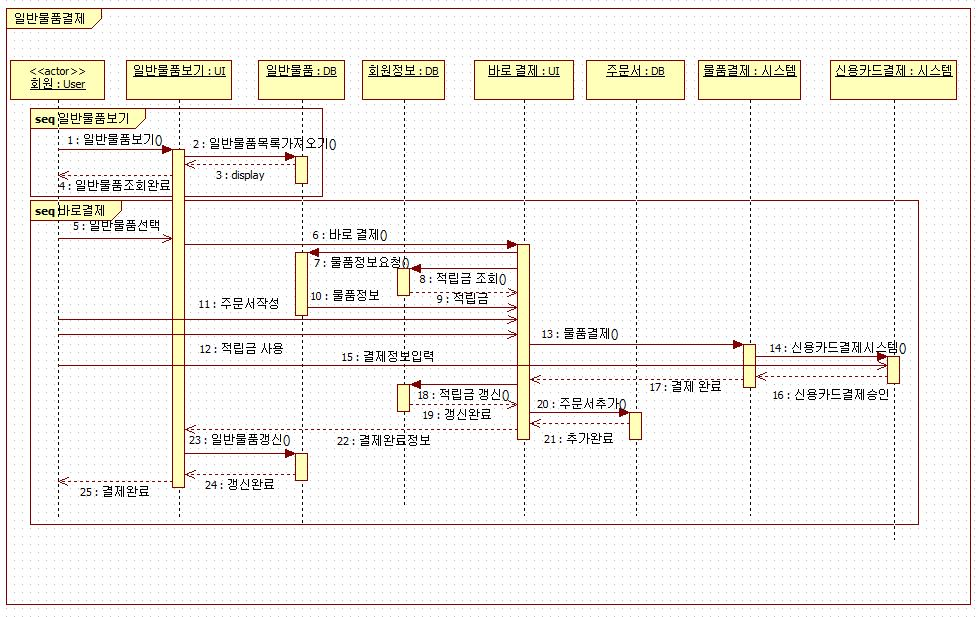 일반물품결제
<<actor>>
회원 : User
일반물품보기 : UI
일반물품 : DB
회원정보 : DB
바로 결제 : UI
주문서 : DB
물품결제 : 시스템
신용카드결제 : 시스템
seq 일반물품보기
1 : 일반물품보기()
2 : 일반물품목록가져오기()
3 : display
4 : 일반물품조회완료
seq 바로결제
5 : 일반물품선택
6 : 바로 결제()
7 : 물품정보요청()
8 : 적립금 조회()
9 : 적립금
10 : 물품정보
11 : 주문서작성
12 : 적립금 사용
13 : 물품결제()
14 : 신용카드결제시스템()
15 : 결제정보입력
16 : 신용카드결제승인
17 : 결제 완료
18 : 적립금 갱신()
19 : 갱신완료
20 : 주문서추가()
21 : 추가완료
22 : 결제완료정보
23 : 일반물품갱신()
24 : 갱신완료
25 : 결제완료